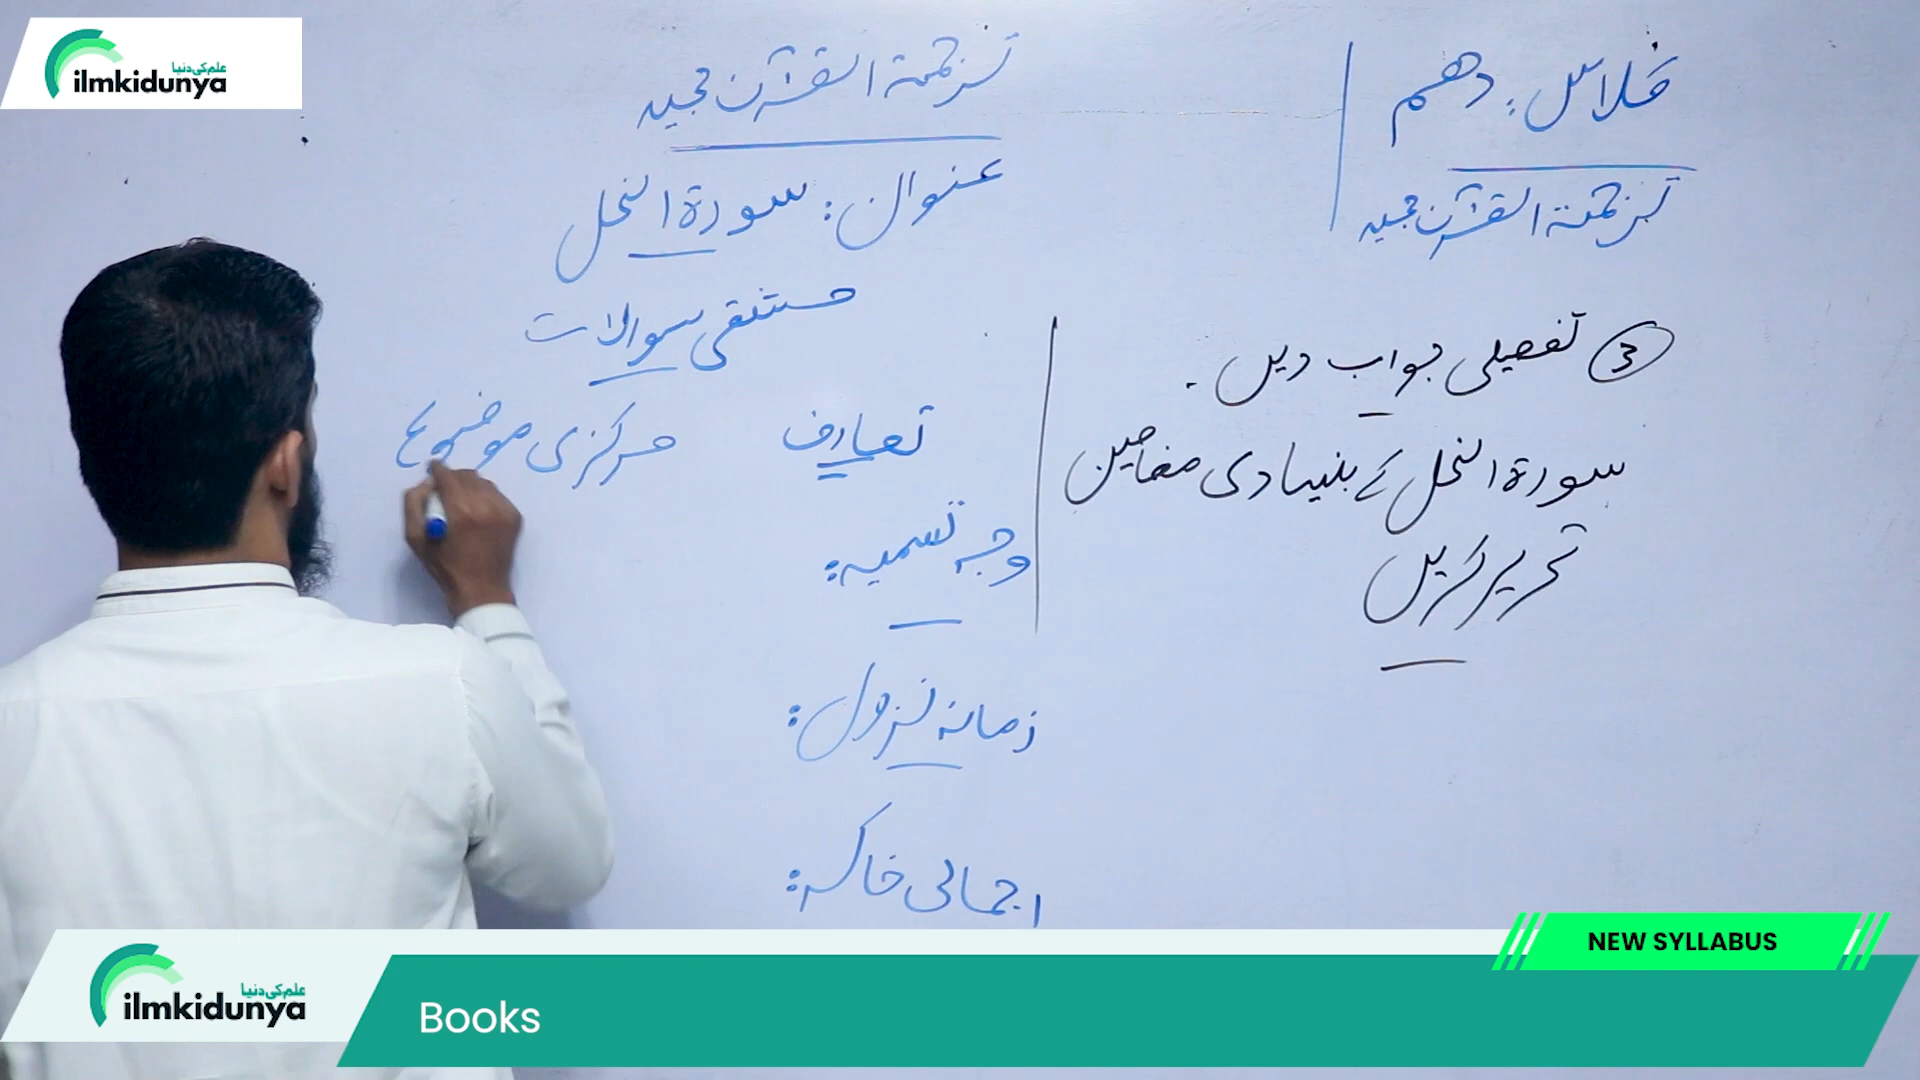 علم کی دنیا
ilmkidunya
کلاس: دہم
ترجمۃ القرآن مجید
ترجمۃ القرآن مجید
عنوان: سورۃ النحل
مشقی سوالات
③ تفصیلی جواب دیں۔
سورۃ النحل کے بنیادی مضامین
تحریر کریں
تعارف
مرکزی موضوع
وجہ تسمیہ:
زمانہ نزول:
اجمالی خاکہ:
NEW SYLLABUS
علم کی دنیا
ilmkidunya
Books